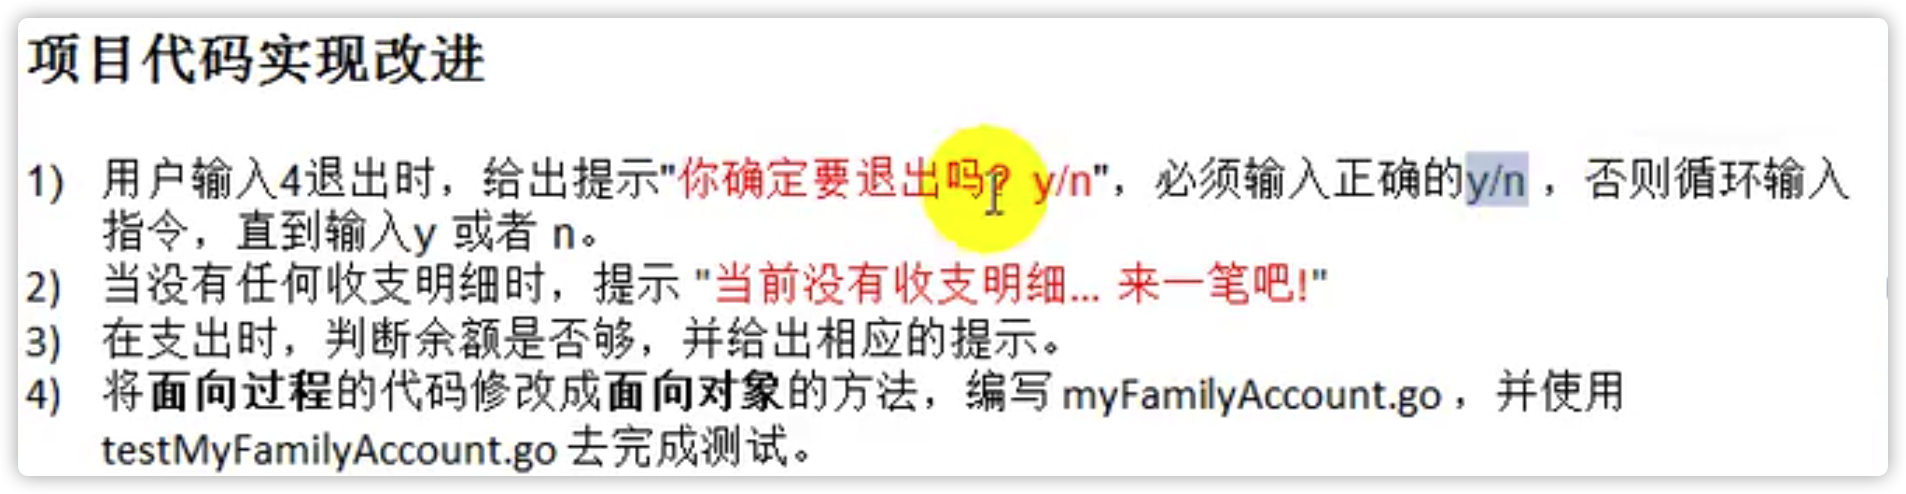 项目代码实现改进
1) 用户输入4退出时，给出提示"你确定要退出吗? y/n"，必须输入正确的y/n ，否则循环输入
指令，直到输入y 或者 n。
2) 当没有任何收支明细时，提示 "当前没有收支明细... 来一笔吧!"
3) 在支出时，判断余额是否够，并给出相应的提示。
4) 将面向过程的代码修改成面向对象的方法，编写 myFamilyAccount.go ，并使用
testMyFamilyAccount.go 去完成测试。